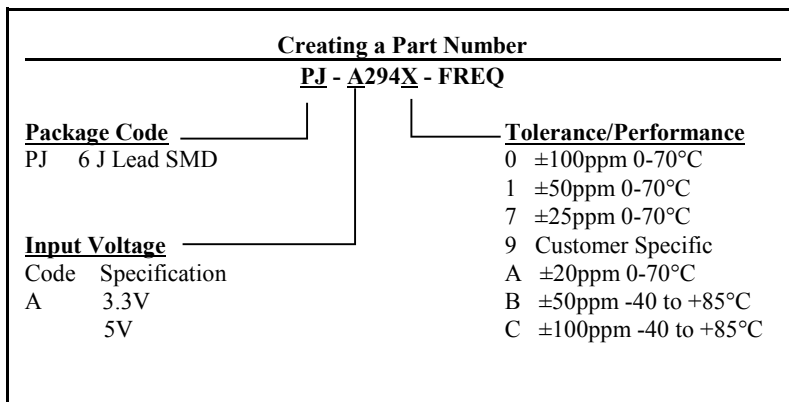 Creating a Part Number
PJ - A294X - FREQ
Package Code
PJ 6 J Lead SMD
Input Voltage
Code Specification
A 3.3V
5V
Tolerance/Performance
0 ±100ppm 0-70°C
1 ±50ppm 0-70°C
7 ±25ppm 0-70°C
9 Customer Specific
A ±20ppm 0-70°C
B ±50ppm -40 to +85°C
C ±100ppm -40 to +85°C